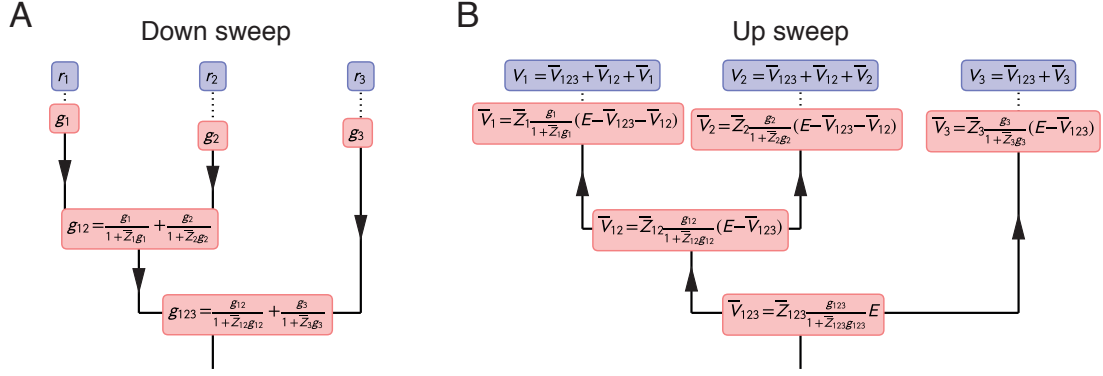 A
Down sweep
r₁
r₂
r₃
g₁
g₂
g₃
g₁₂ = g₁/(1+Z̅₁g₁) + g₂/(1+Z̅₂g₂)
g₁₂₃ = g₁₂/(1+Z̅₁₂g₁₂) + g₃/(1+Z̅₃g₃)
B
Up sweep
V₁ = V̅₁₂₃ + V̅₁₂ + V̅₁
V₂ = V̅₁₂₃ + V̅₁₂ + V̅₂
V₃ = V̅₁₂₃ + V̅₃
V̅₁ = Z̅₁ g₁/(1+Z̅₁g₁) (E − V̅₁₂₃ − V̅₁₂)
V̅₂ = Z̅₂ g₂/(1+Z̅₂g₂) (E − V̅₁₂₃ − V̅₁₂)
V̅₃ = Z̅₃ g₃/(1+Z̅₃g₃) (E − V̅₁₂₃)
V̅₁₂ = Z̅₁₂ g₁₂/(1+Z̅₁₂g₁₂) (E − V̅₁₂₃)
V̅₁₂₃ = Z̅₁₂₃ g₁₂₃/(1+Z̅₁₂₃g₁₂₃) E